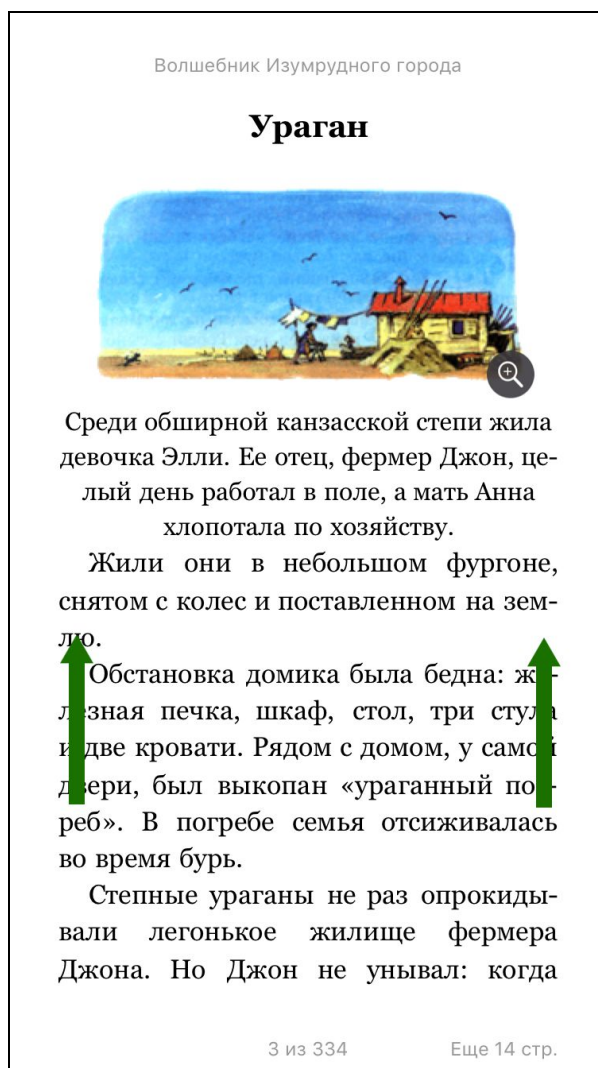 Волшебник Изумрудного города
Ураган
Среди обширной канзасской степи жила
девочка Элли. Ее отец, фермер Джон, це-
лый день работал в поле, а мать Анна
хлопотала по хозяйству.
Жили они в небольшом фургоне,
снятом с колес и поставленном на зем-
лю.
Обстановка домика была бедна: же-
лезная печка, шкаф, стол, три стула
и две кровати. Рядом с домом, у самой
двери, был выкопан «ураганный пог-
реб». В погребе семья отсиживалась
во время бурь.
Степные ураганы не раз опрокиды-
вали легонькое жилище фермера
Джона. Но Джон не унывал: когда
3 из 334
Еще 14 стр.